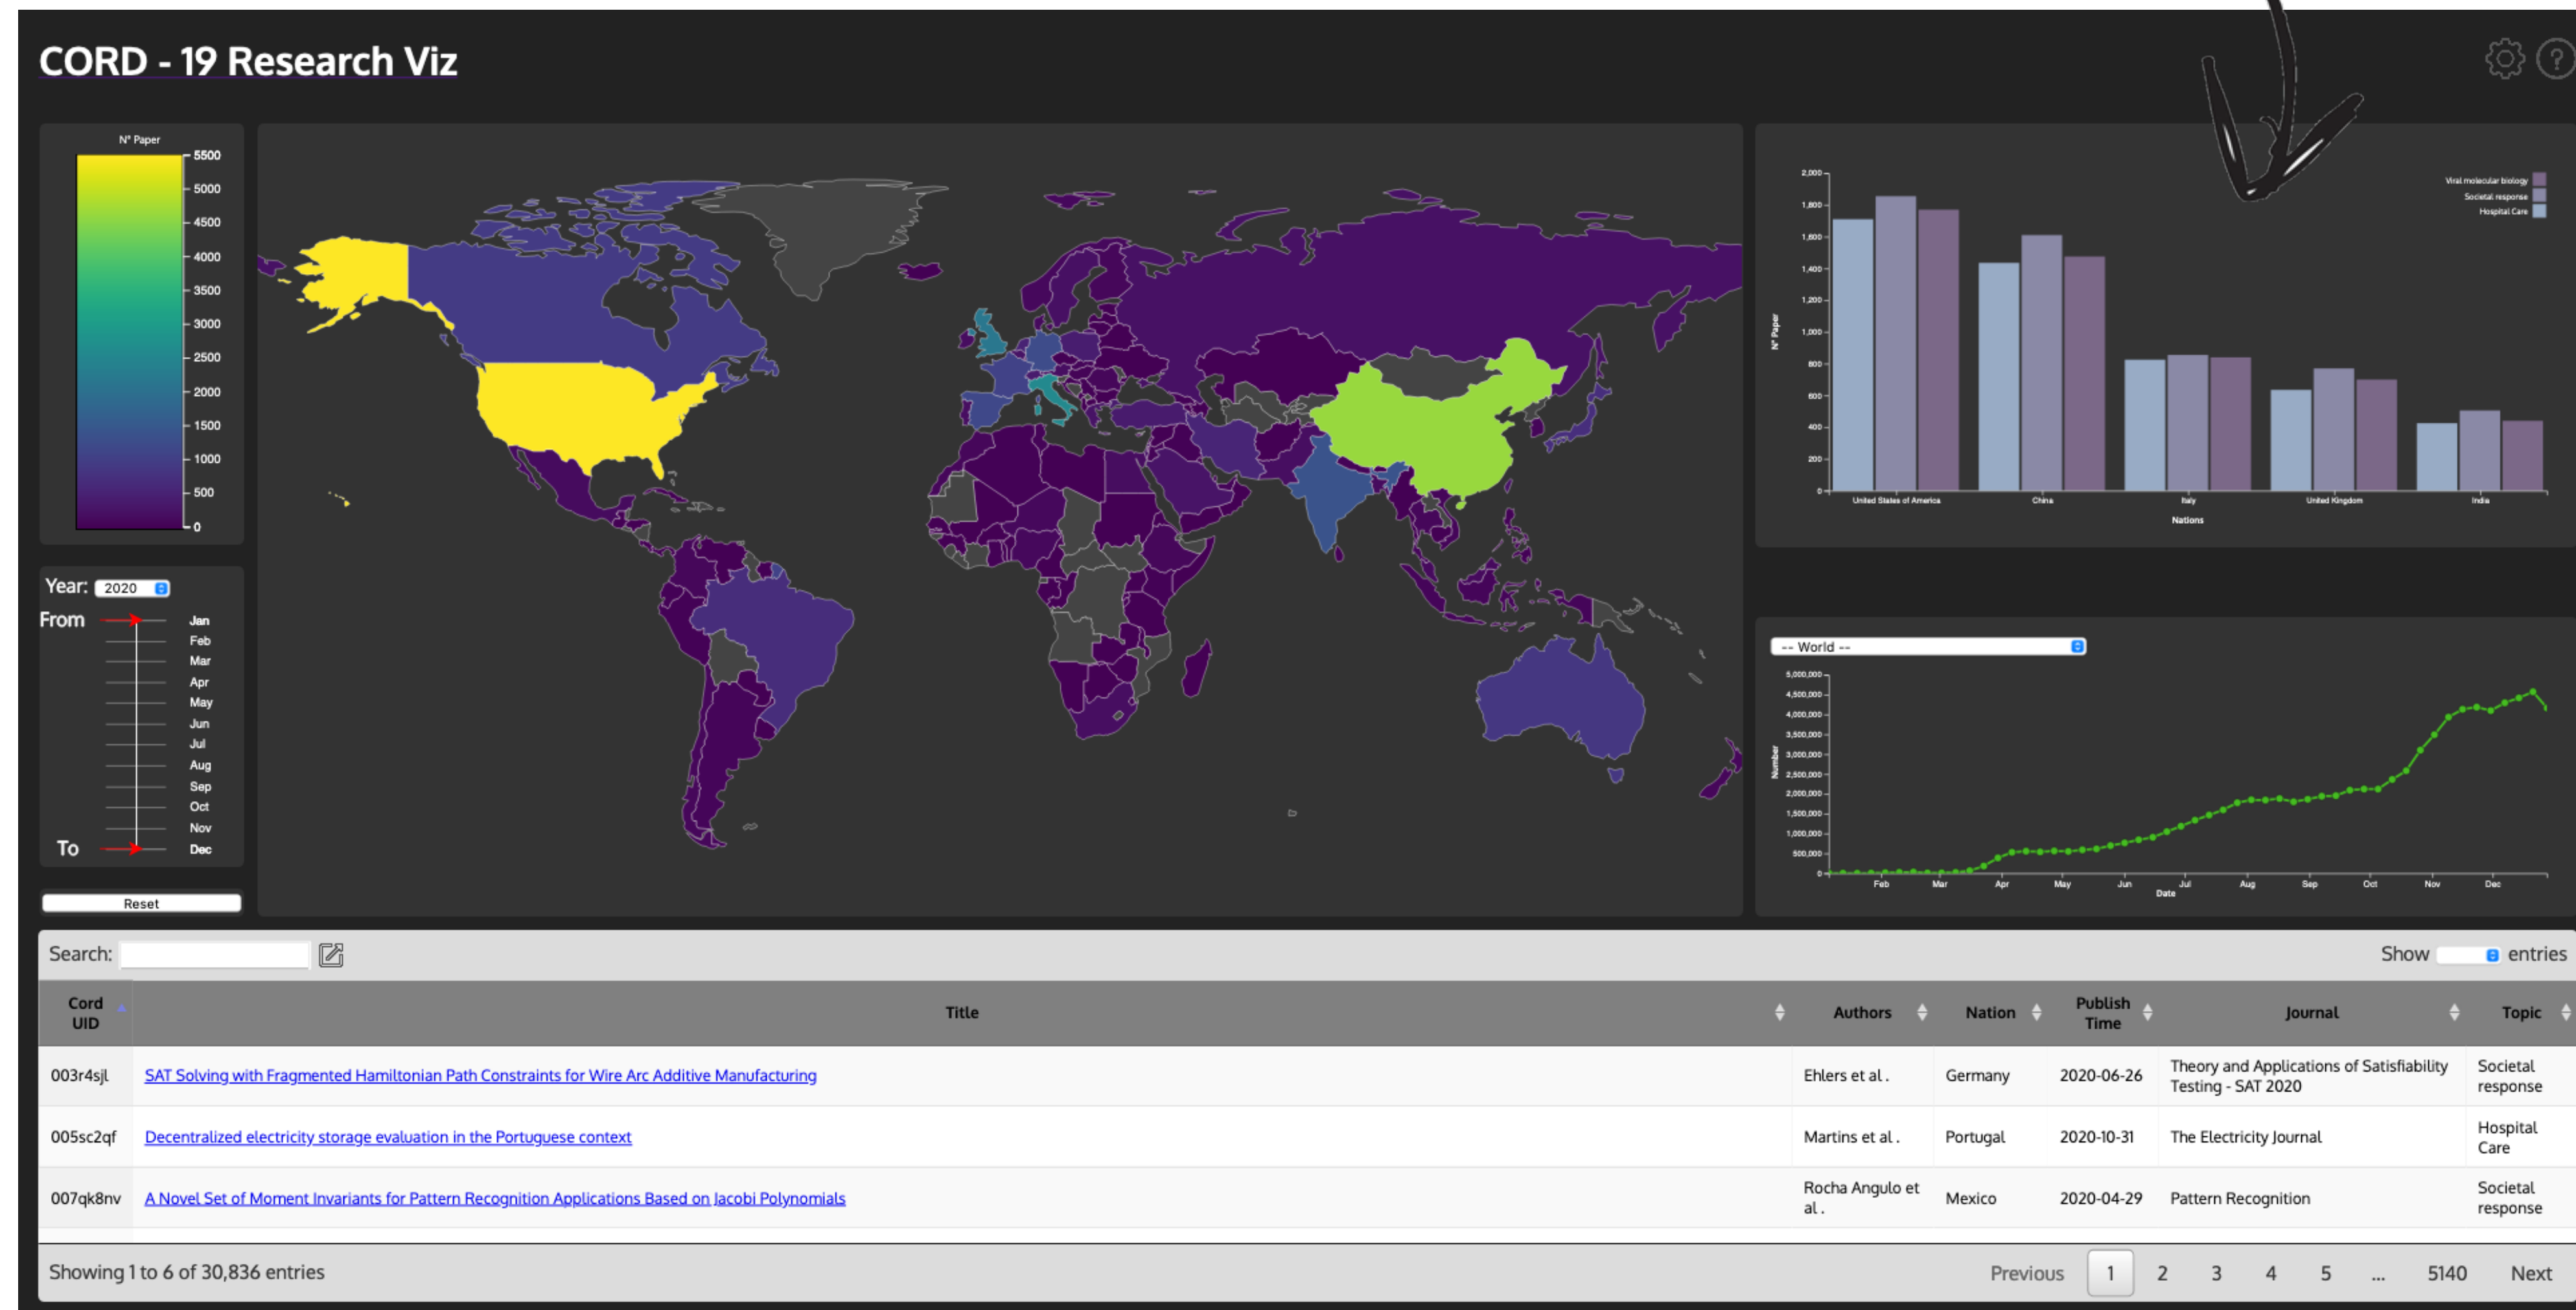 CORD - 19 Research Viz
N° Paper
5500
5000
4500
4000
3500
3000
2500
2000
1500
1000
500
0
Year: 2020
From
To
Jan
Feb
Mar
Apr
May
Jun
Jul
Aug
Sep
Oct
Nov
Dec
Reset
N° Paper
2,000
1,800
1,600
1,400
1,200
1,000
800
600
400
200
0
United States of America China Italy United Kingdom India
Nations
Viral molecular biology
Societal response
Hospital Care
-- World --
Number
5,000,000
4,500,000
4,000,000
3,500,000
3,000,000
2,500,000
2,000,000
1,500,000
1,000,000
500,000
0
Feb Mar Apr May Jun Jul Aug Sep Oct Nov Dec
Date
Search:
Show entries
Cord UID Title Authors Nation Publish Time Journal Topic
003r4sjl SAT Solving with Fragmented Hamiltonian Path Constraints for Wire Arc Additive Manufacturing Ehlers et al . Germany 2020-06-26 Theory and Applications of Satisfiability Testing - SAT 2020 Societal response
005sc2qf Decentralized electricity storage evaluation in the Portuguese context Martins et al . Portugal 2020-10-31 The Electricity Journal Hospital Care
007qk8nv A Novel Set of Moment Invariants for Pattern Recognition Applications Based on Jacobi Polynomials Rocha Angulo et al . Mexico 2020-04-29 Pattern Recognition Societal response
Showing 1 to 6 of 30,836 entries
Previous 1 2 3 4 5 ... 5140 Next